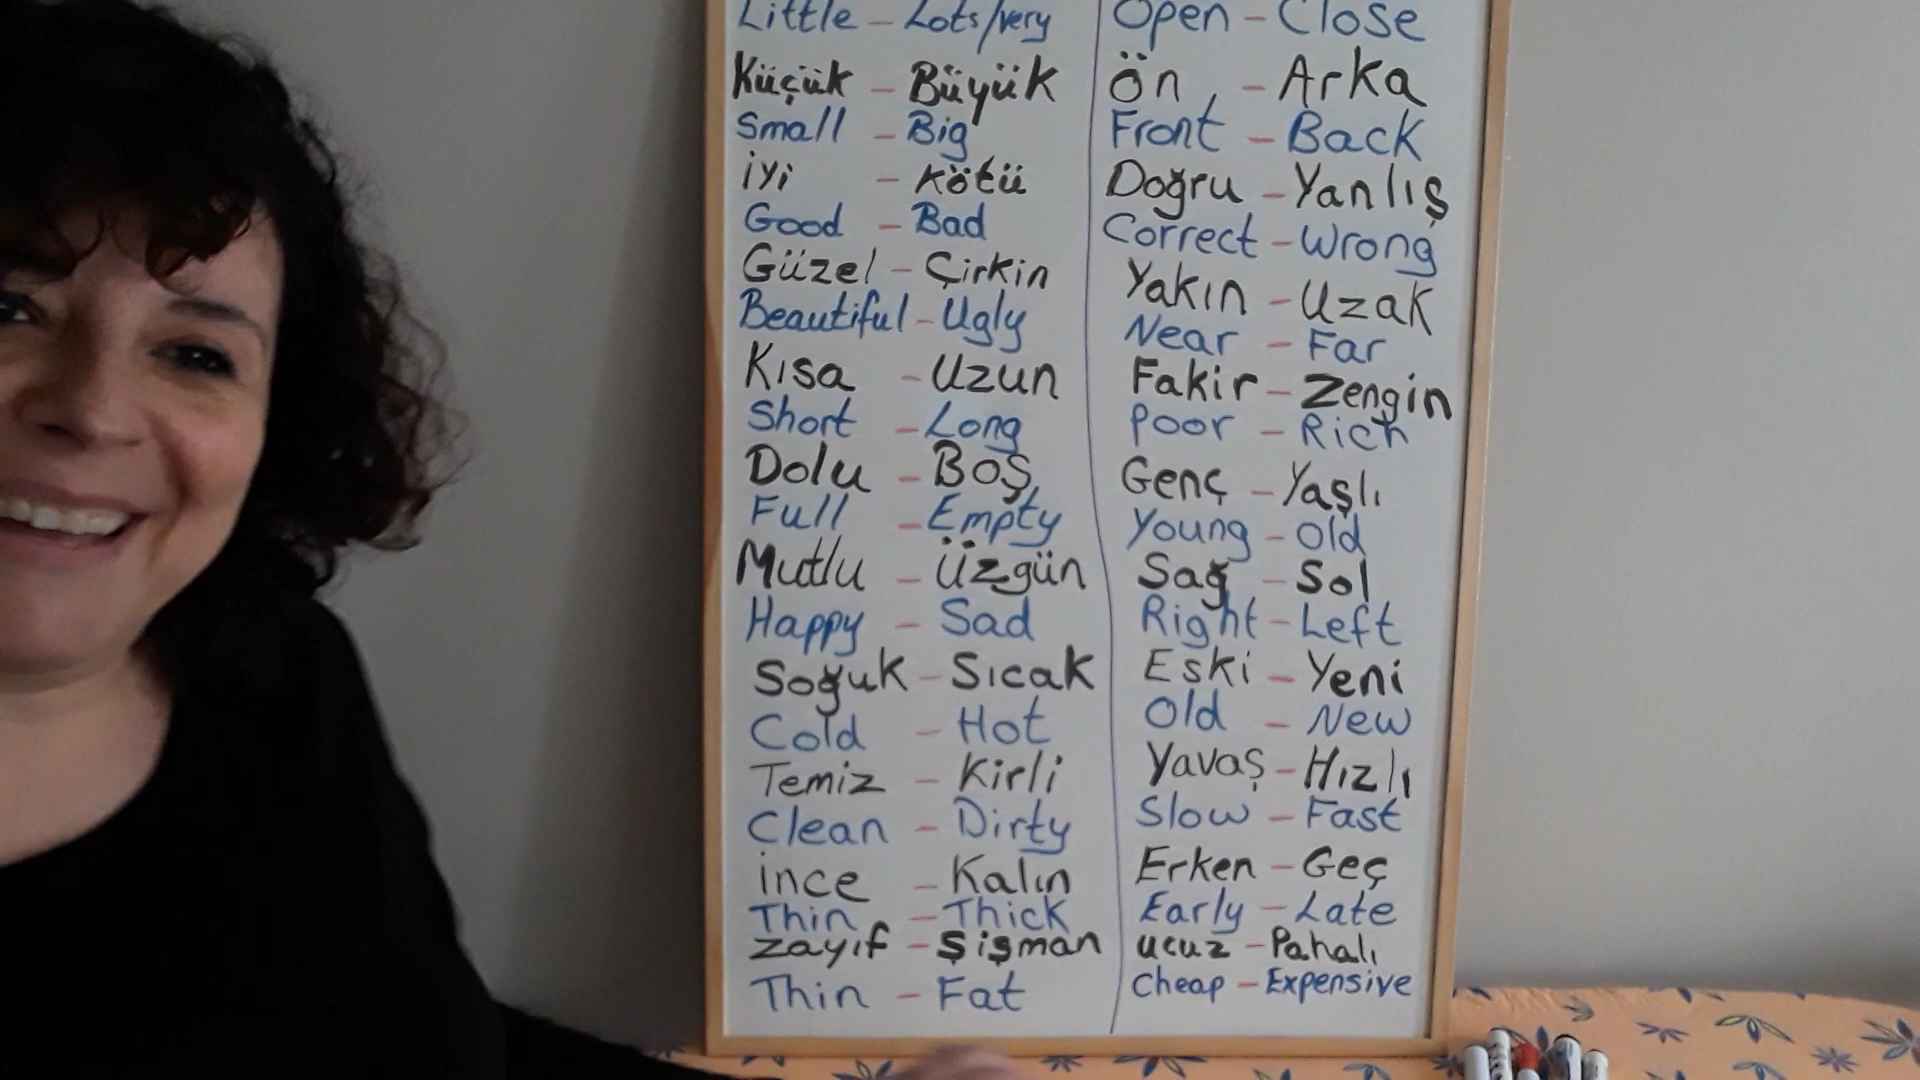 Little - Lots/very
Küçük - Büyük
Small - Big
İyi - Kötü
Good - Bad
Güzel - Çirkin
Beautiful - Ugly
Kısa - Uzun
Short - Long
Dolu - Boş
Full - Empty
Mutlu - Üzgün
Happy - Sad
Soğuk - Sıcak
Cold - Hot
Temiz - Kirli
Clean - Dirty
İnce - Kalın
Thin - Thick
Zayıf - Şişman
Thin - Fat
Open - Close
Ön - Arka
Front - Back
Doğru - Yanlış
Correct - Wrong
Yakın - Uzak
Near - Far
Fakir - Zengin
Poor - Rich
Genç - Yaşlı
Young - Old
Sağ - Sol
Right - Left
Eski - Yeni
Old - New
Yavaş - Hızlı
Slow - Fast
Erken - Geç
Early - Late
Ucuz - Pahalı
Cheap - Expensive